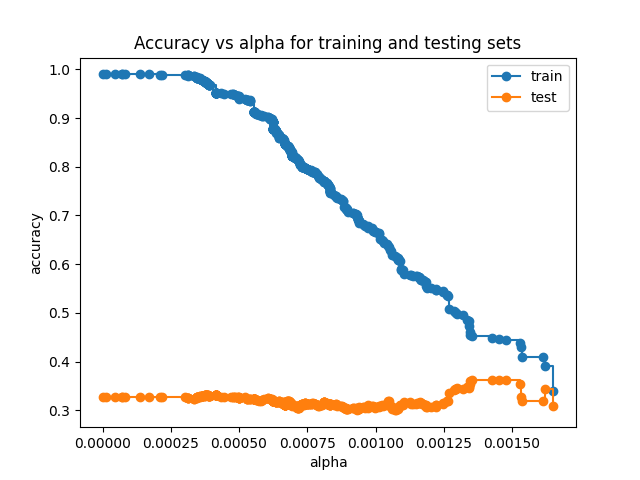 Accuracy vs alpha for training and testing sets
train
test
1.0
0.9
0.8
0.7
0.6
0.5
0.4
0.3
accuracy
0.00000 0.00025 0.00050 0.00075 0.00100 0.00125 0.00150
alpha